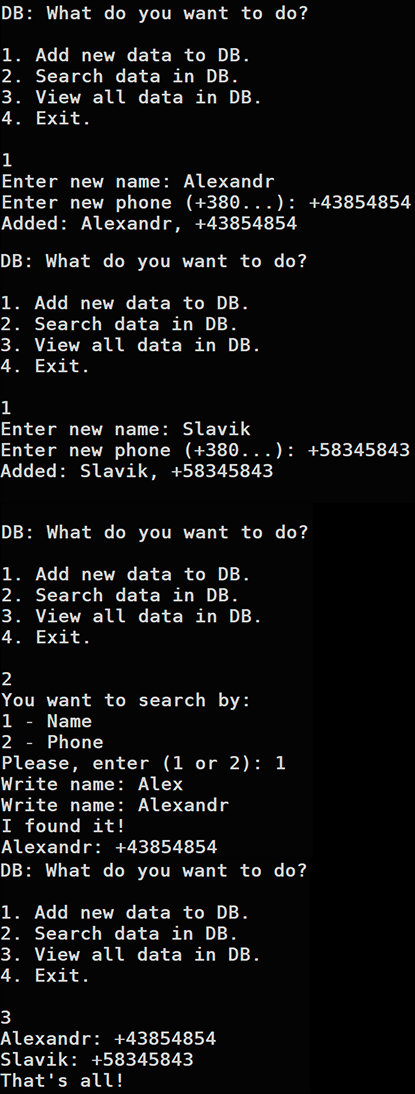 DB: What do you want to do?
1. Add new data to DB.
2. Search data in DB.
3. View all data in DB.
4. Exit.
1
Enter new name: Alexandr
Enter new phone (+380...): +43854854
Added: Alexandr, +43854854
DB: What do you want to do?
1. Add new data to DB.
2. Search data in DB.
3. View all data in DB.
4. Exit.
1
Enter new name: Slavik
Enter new phone (+380...): +58345843
Added: Slavik, +58345843
DB: What do you want to do?
1. Add new data to DB.
2. Search data in DB.
3. View all data in DB.
4. Exit.
2
You want to search by:
1 - Name
2 - Phone
Please, enter (1 or 2): 1
Write name: Alex
Write name: Alexandr
I found it!
Alexandr: +43854854
DB: What do you want to do?
1. Add new data to DB.
2. Search data in DB.
3. View all data in DB.
4. Exit.
3
Alexandr: +43854854
Slavik: +58345843
That's all!